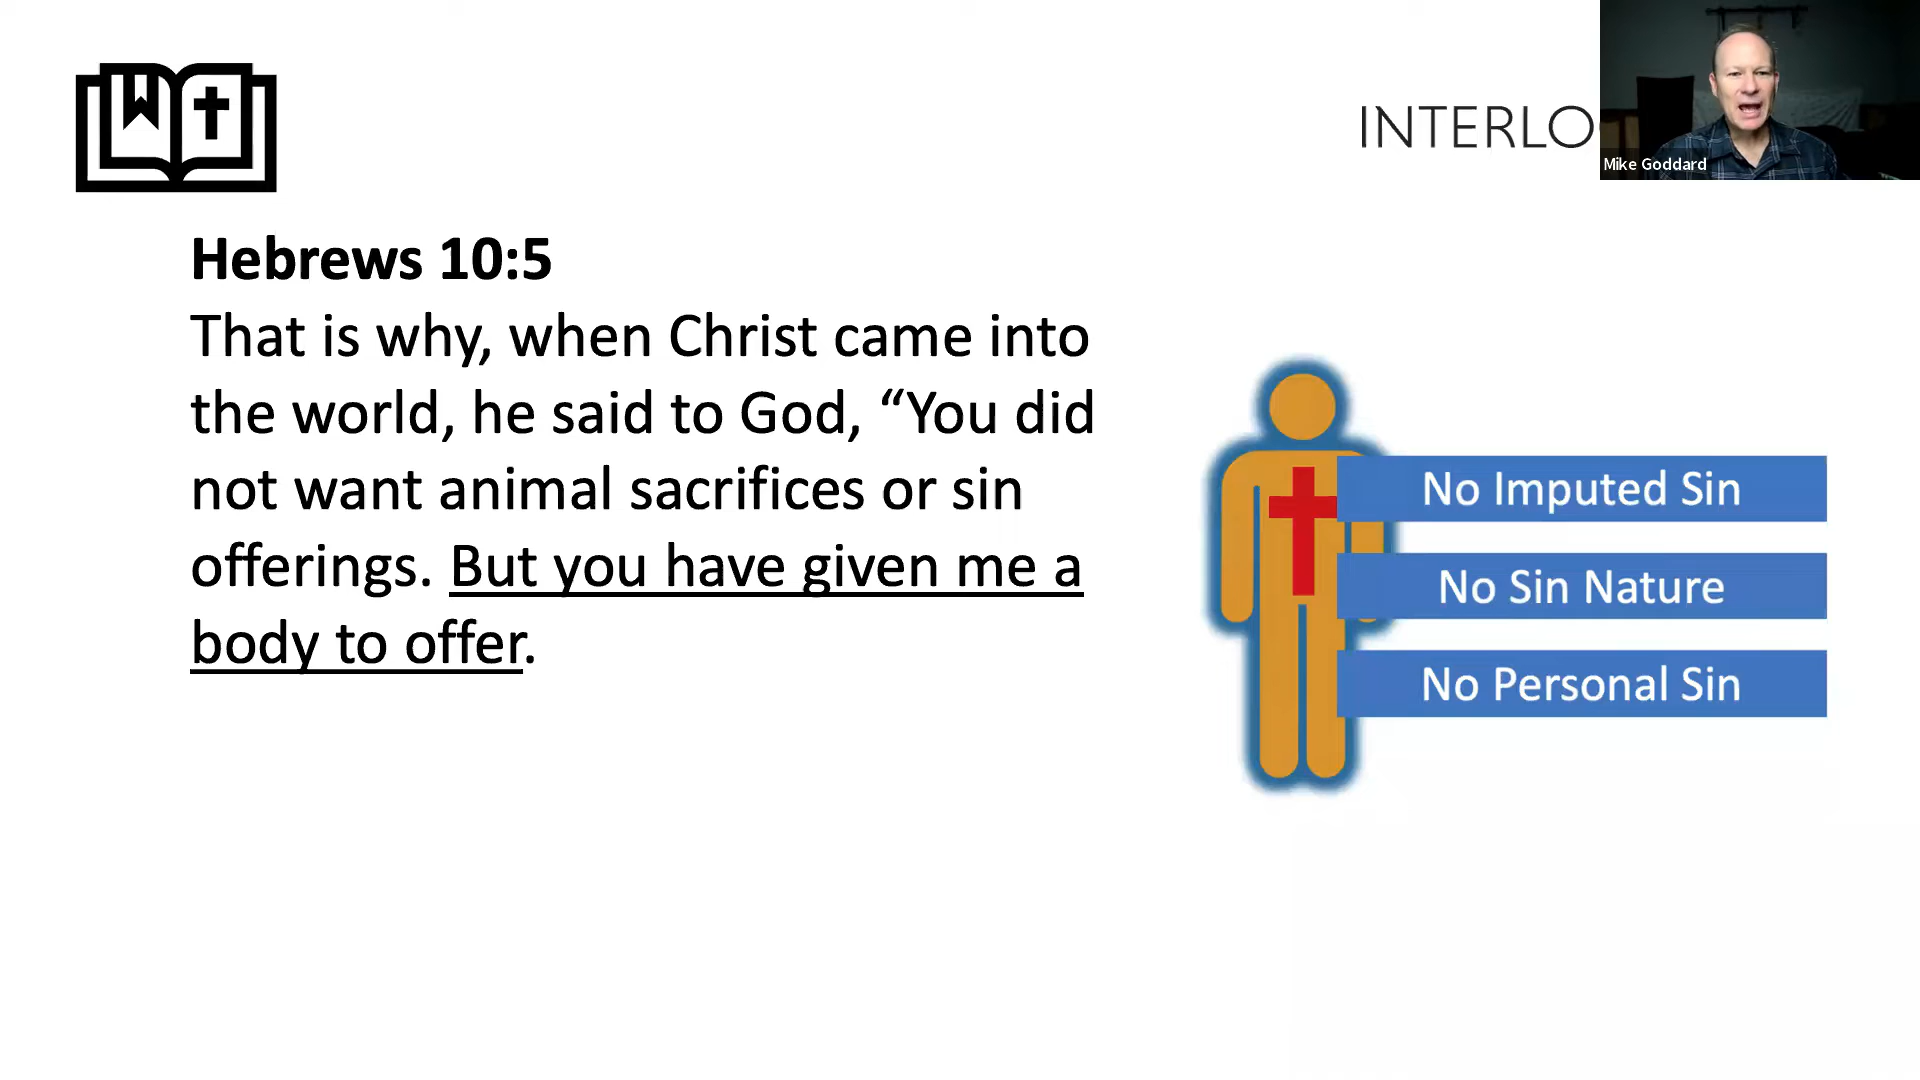 INTERLO
Mike Goddard
Hebrews 10:5
That is why, when Christ came into
the world, he said to God, “You did
not want animal sacrifices or sin
offerings. But you have given me a
body to offer.
No Imputed Sin
No Sin Nature
No Personal Sin